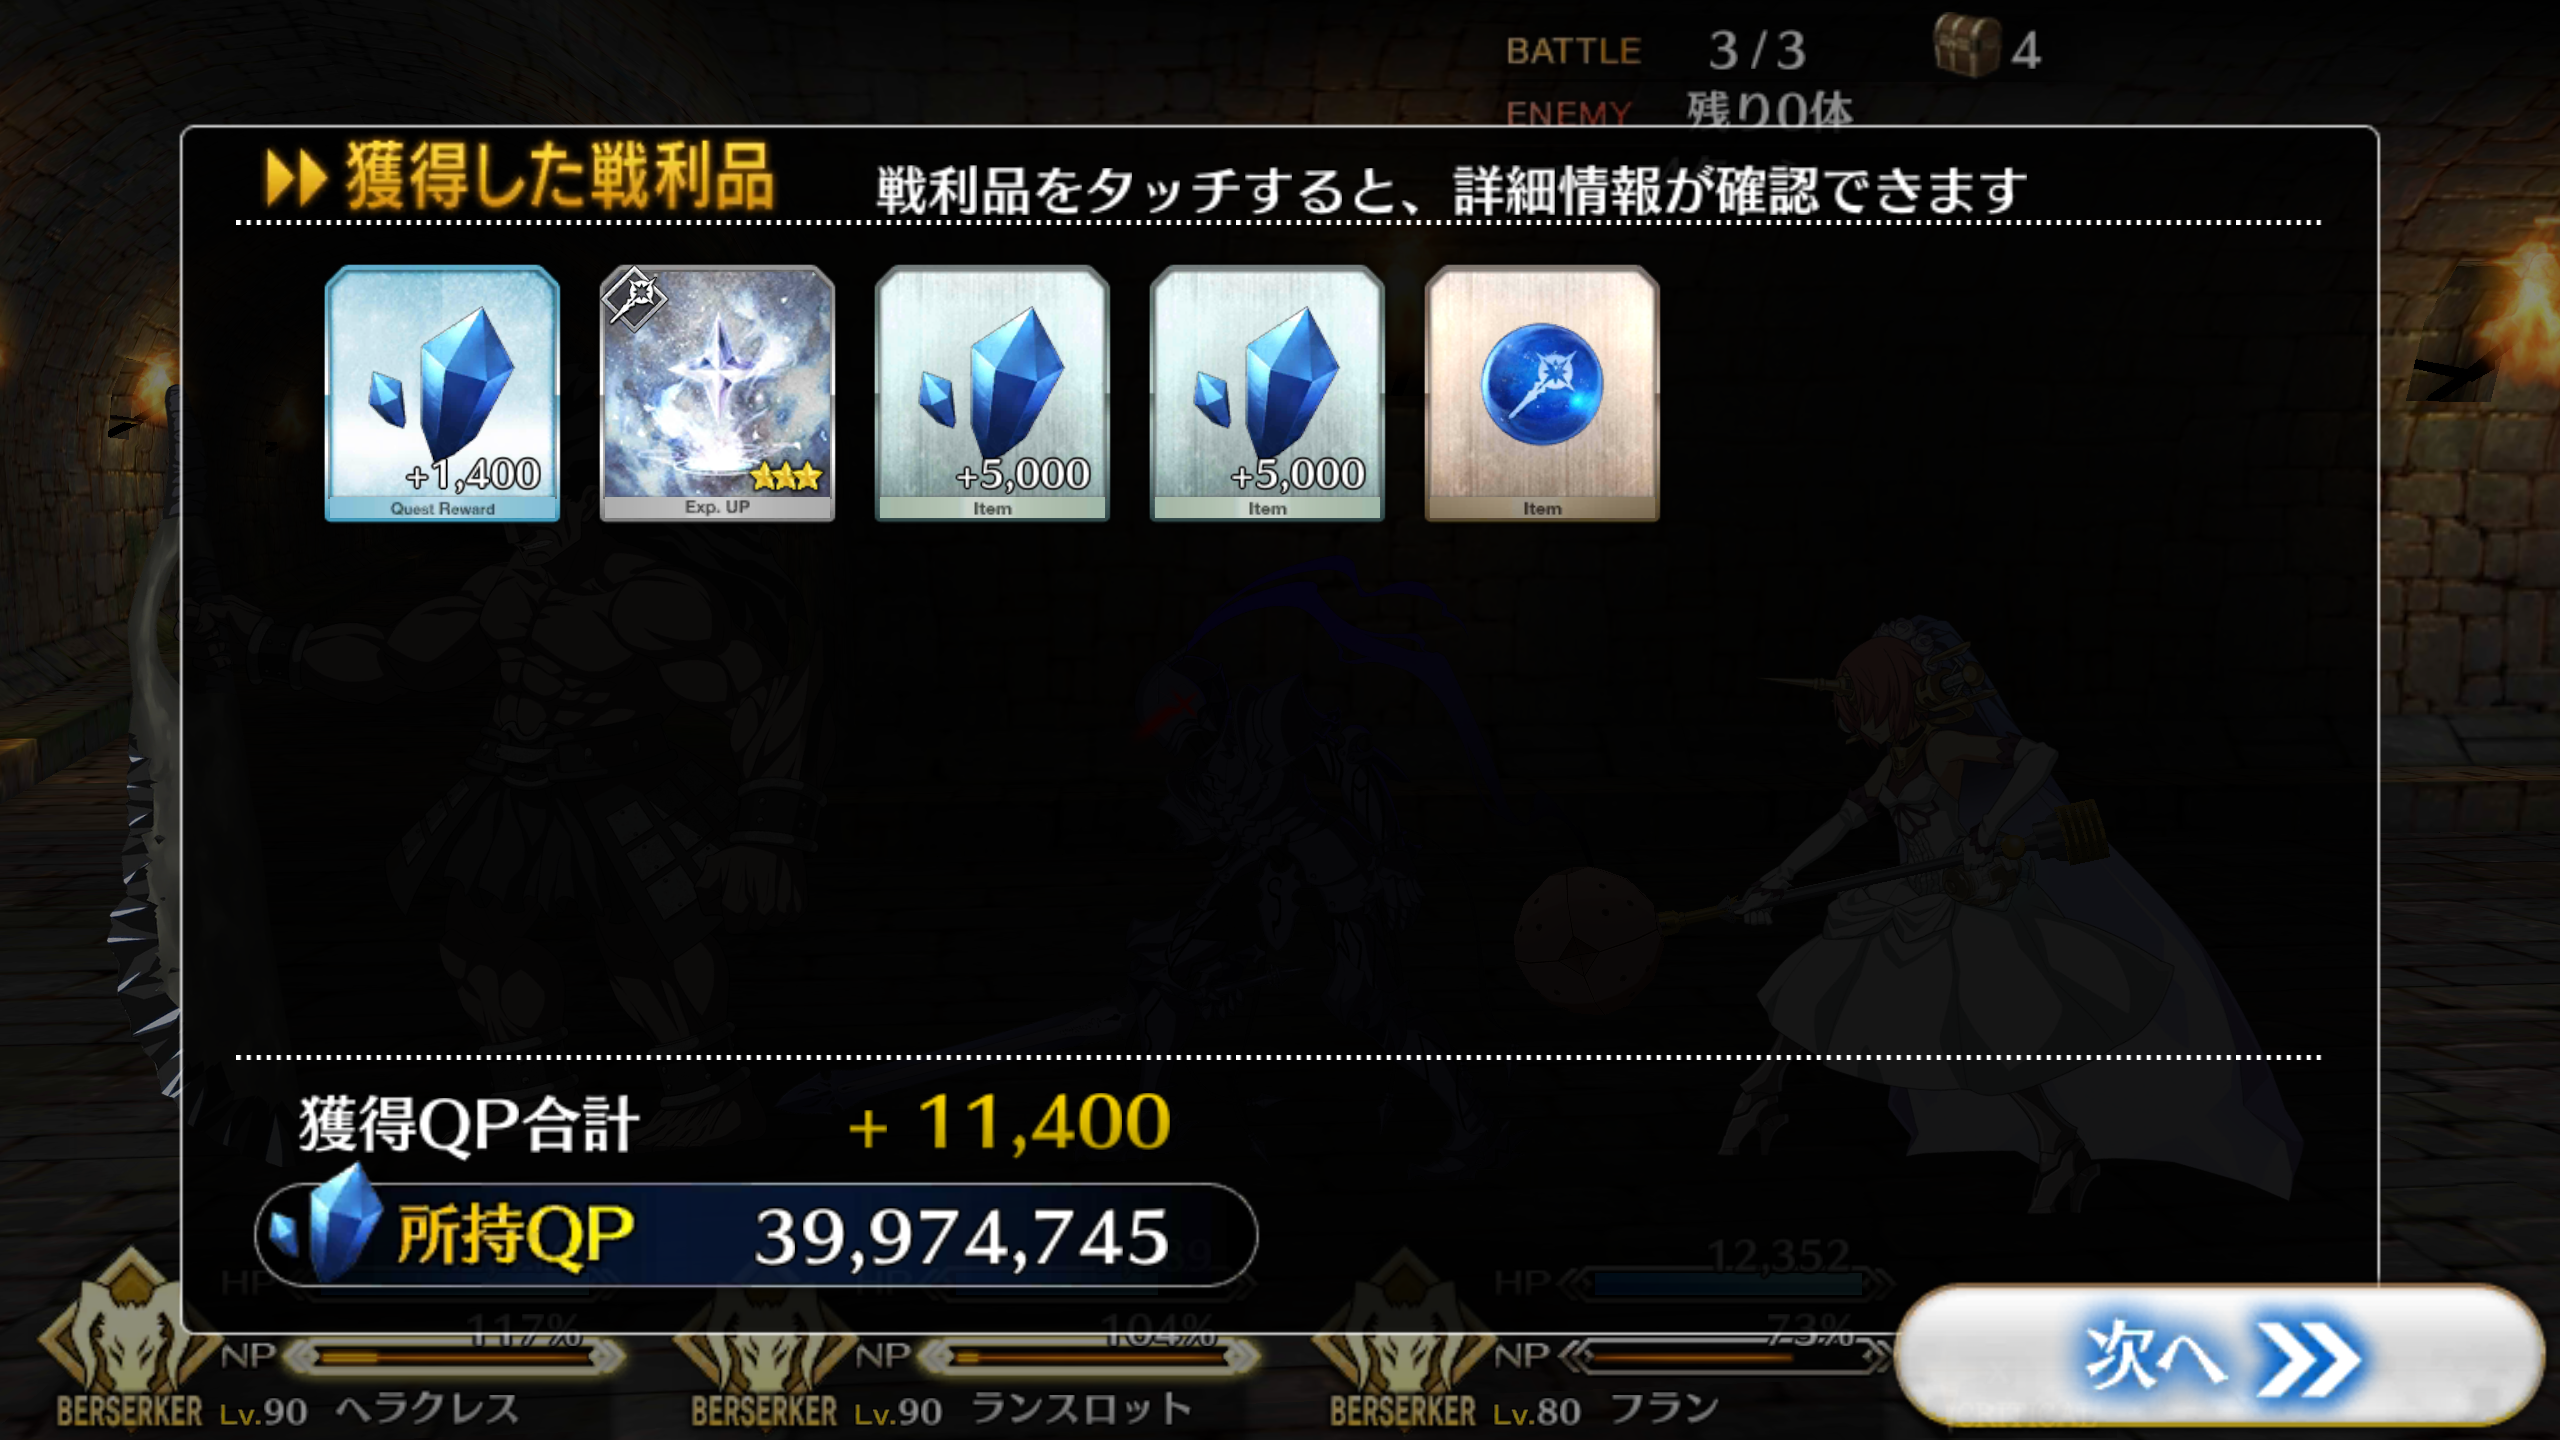 BATTLE 3/3 4
ENEMY 残り0体
獲得した戦利品 戦利品をタッチすると、詳細情報が確認できます
+1,400 +5,000 +5,000
Quest Reward Exp. UP Item Item Item
獲得QP合計 + 11,400
所持QP 39,974,745
HP HP HP 12,352
117% 104% 73%
NP NP NP
次へ
BERSERKER Lv.90 ヘラクレス BERSERKER Lv.90 ランスロット BERSERKER Lv.80 フラン